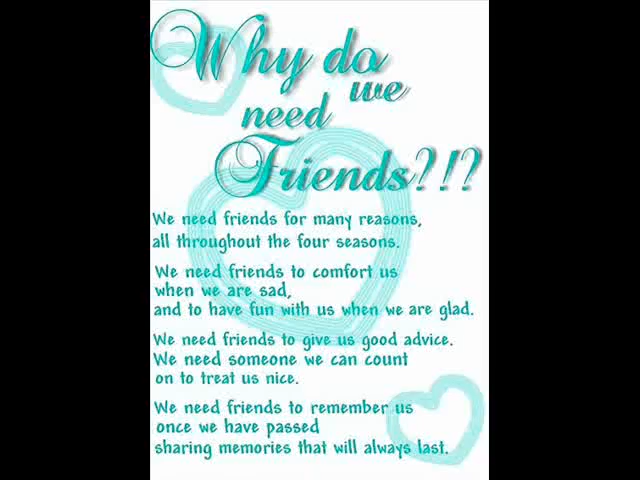 Why do
we
need
Friends?!?
We need friends for many reasons,
all throughout the four seasons.
We need friends to comfort us
when we are sad,
and to have fun with us when we are glad.
We need friends to give us good advice.
We need someone we can count
on to treat us nice.
We need friends to remember us
once we have passed
sharing memories that will always last.